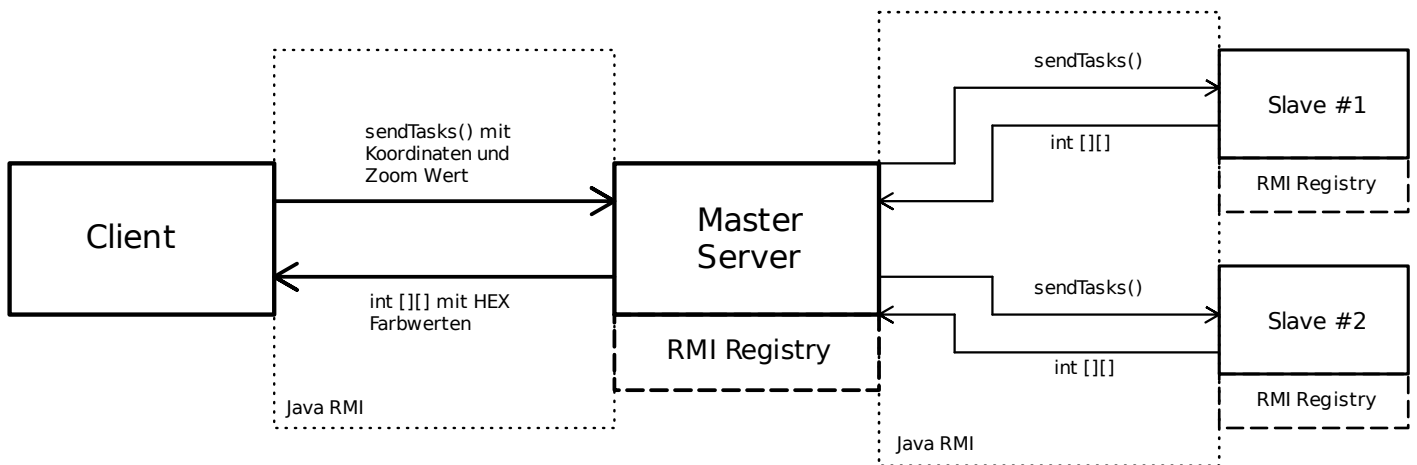 Client
sendTasks() mit
Koordinaten und
Zoom Wert
int [][] mit HEX
Farbwerten
Java RMI
Master
Server
RMI Registry
sendTasks()
int [][]
sendTasks()
int [][]
Java RMI
Slave #1
RMI Registry
Slave #2
RMI Registry